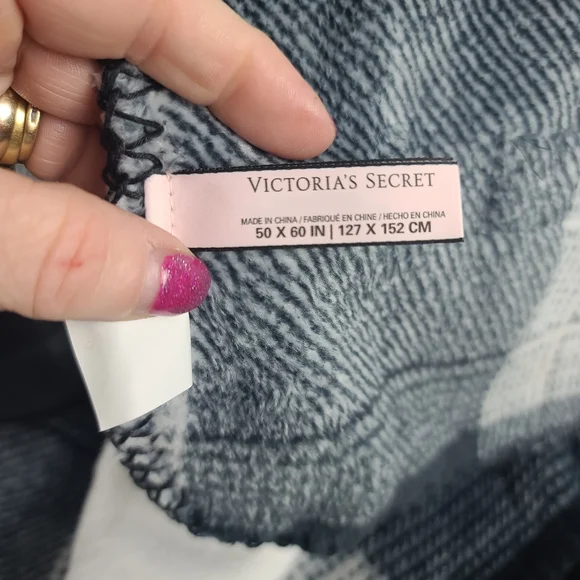 VICTORIA'S SECRET
MADE IN CHINA / FABRIQUÉ EN CHINE / HECHO EN CHINA
50 X 60 IN | 127 X 152 CM